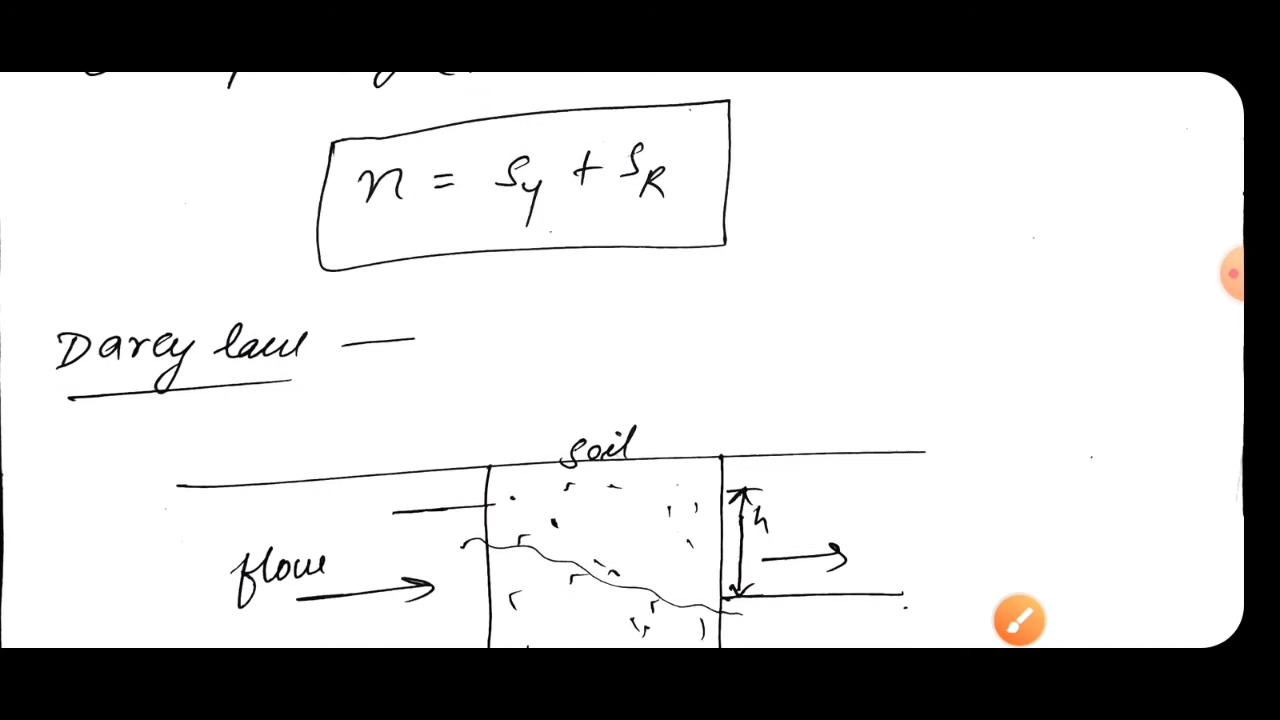 n = Sy + SR
Darcy law —
soil
h
flow